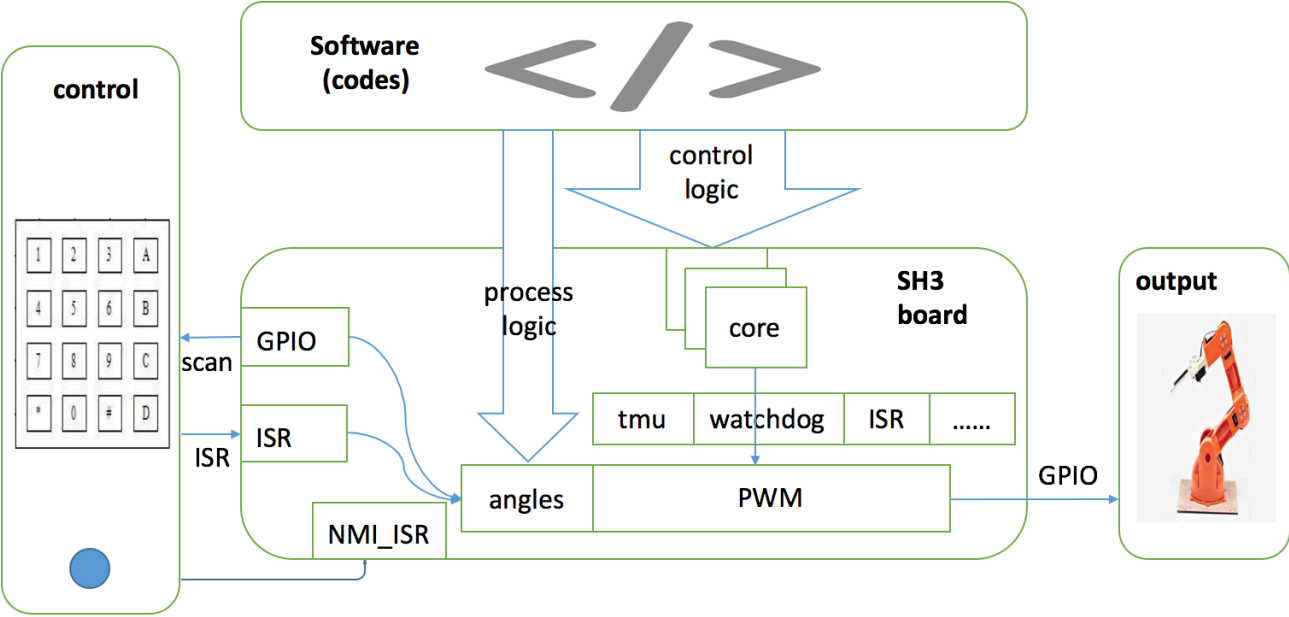 Software
(codes)
</>
control
control
logic
1 2 3 A
4 5 6 B
7 8 9 C
* 0 # D
process
logic
SH3
board
output
core
GPIO
scan
ISR
ISR
tmu
watchdog
ISR
......
angles
PWM
GPIO
NMI_ISR